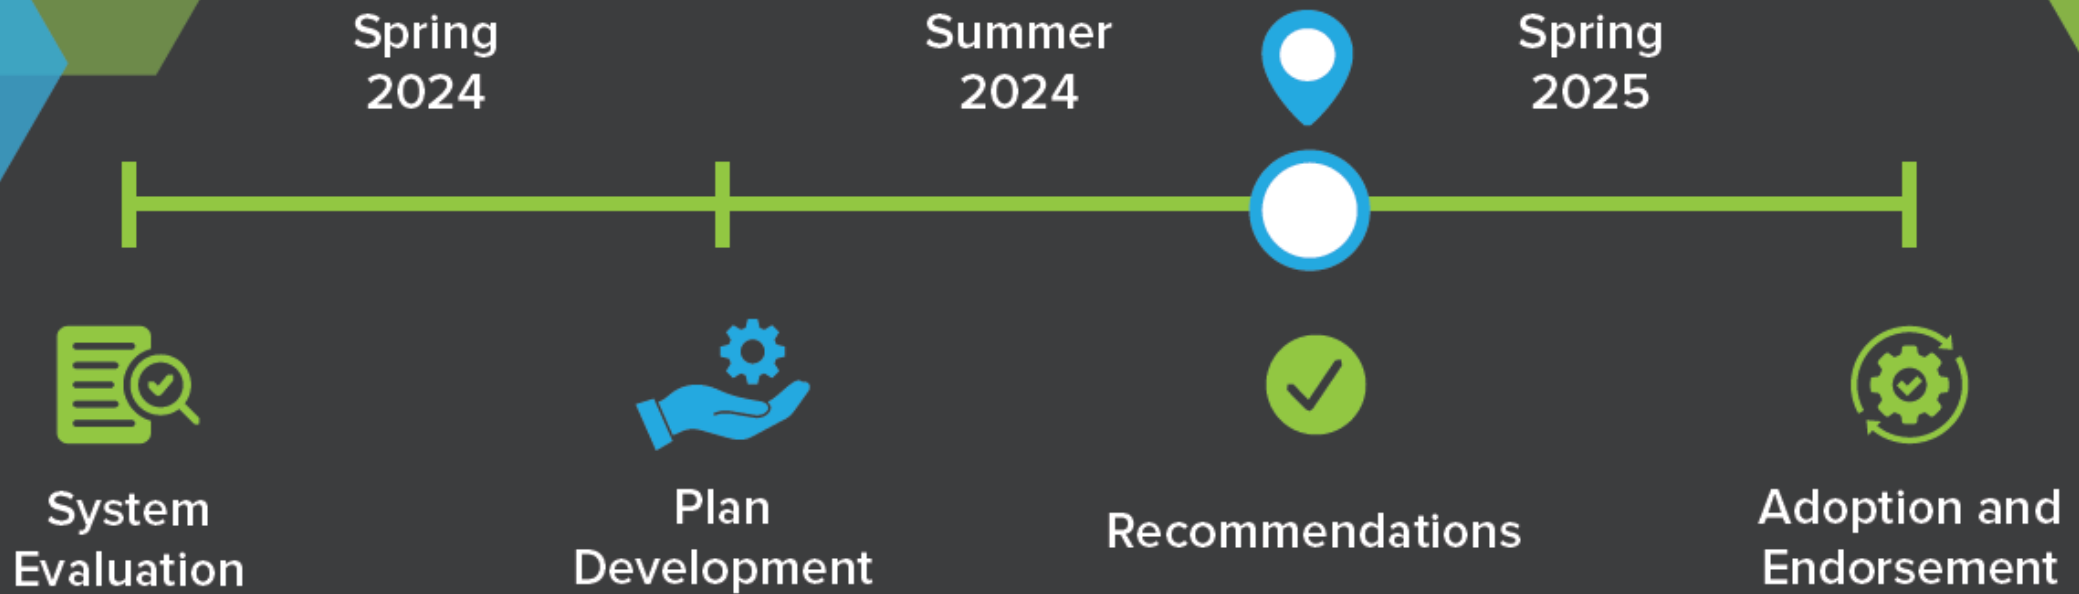 Spring
2024
Summer
2024
Spring
2025
System
Evaluation
Plan
Development
Recommendations
Adoption and
Endorsement